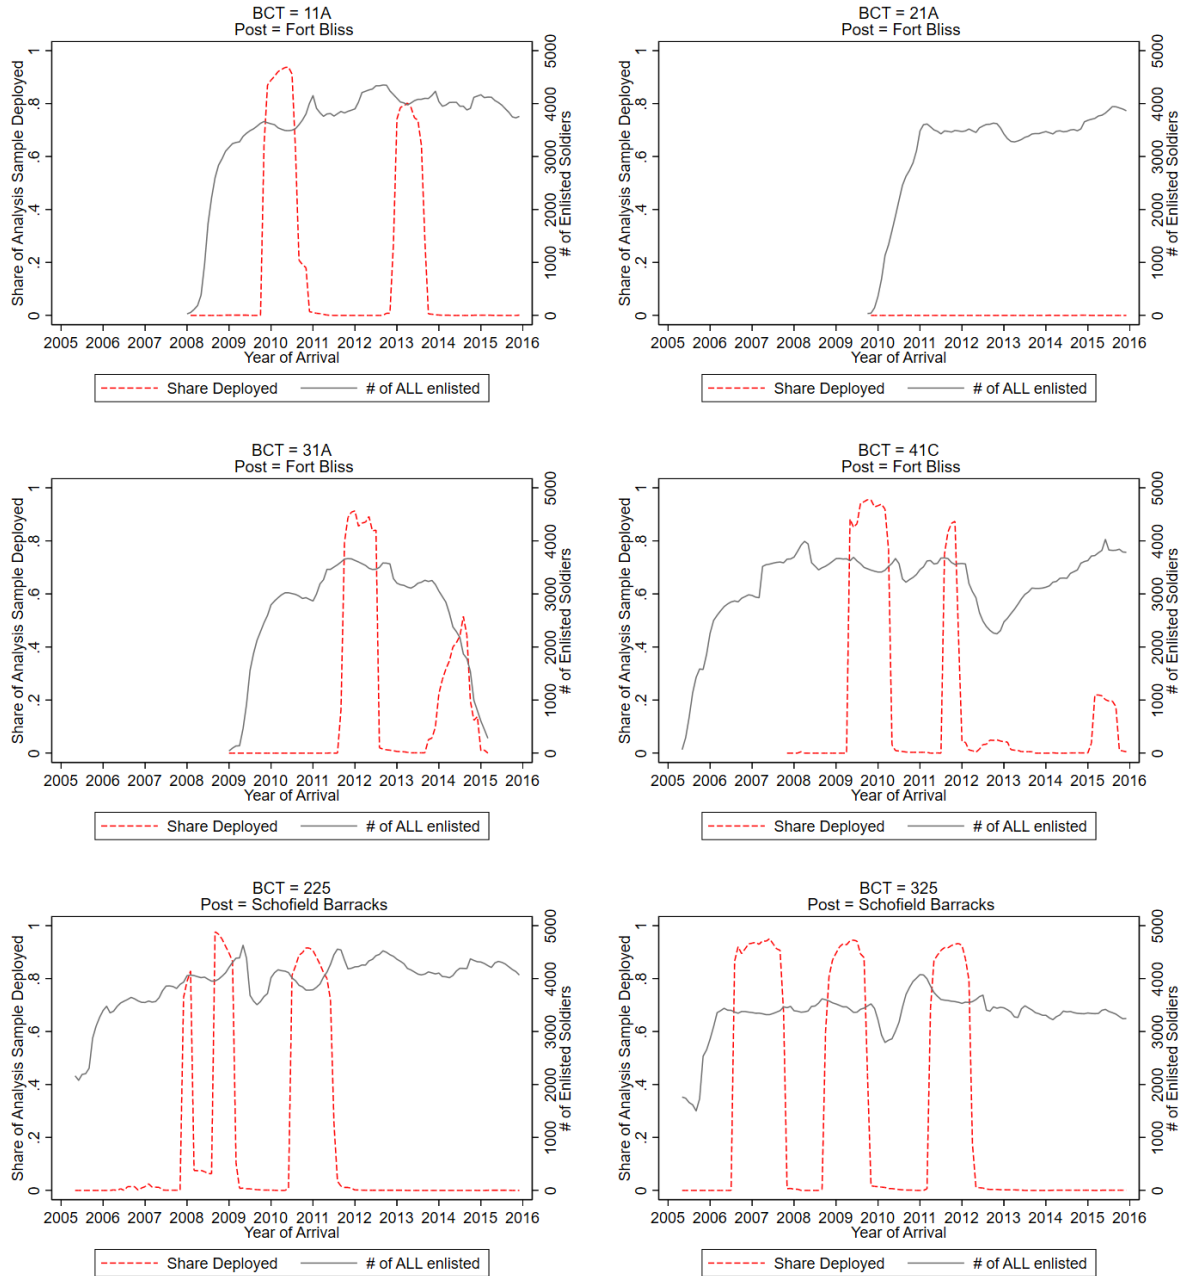 BCT = 11A
Post = Fort Bliss
Share of Analysis Sample Deployed
0 .2 .4 .6 .8 1
# of Enlisted Soldiers
0 1000 2000 3000 4000 5000
2005 2006 2007 2008 2009 2010 2011 2012 2013 2014 2015 2016
Year of Arrival
Share Deployed # of ALL enlisted
BCT = 21A
Post = Fort Bliss
Share of Analysis Sample Deployed
0 .2 .4 .6 .8 1
# of Enlisted Soldiers
0 1000 2000 3000 4000 5000
2005 2006 2007 2008 2009 2010 2011 2012 2013 2014 2015 2016
Year of Arrival
Share Deployed # of ALL enlisted
BCT = 31A
Post = Fort Bliss
Share of Analysis Sample Deployed
0 .2 .4 .6 .8 1
# of Enlisted Soldiers
0 1000 2000 3000 4000 5000
2005 2006 2007 2008 2009 2010 2011 2012 2013 2014 2015 2016
Year of Arrival
Share Deployed # of ALL enlisted
BCT = 41C
Post = Fort Bliss
Share of Analysis Sample Deployed
0 .2 .4 .6 .8 1
# of Enlisted Soldiers
0 1000 2000 3000 4000 5000
2005 2006 2007 2008 2009 2010 2011 2012 2013 2014 2015 2016
Year of Arrival
Share Deployed # of ALL enlisted
BCT = 225
Post = Schofield Barracks
Share of Analysis Sample Deployed
0 .2 .4 .6 .8 1
# of Enlisted Soldiers
0 1000 2000 3000 4000 5000
2005 2006 2007 2008 2009 2010 2011 2012 2013 2014 2015 2016
Year of Arrival
Share Deployed # of ALL enlisted
BCT = 325
Post = Schofield Barracks
Share of Analysis Sample Deployed
0 .2 .4 .6 .8 1
# of Enlisted Soldiers
0 1000 2000 3000 4000 5000
2005 2006 2007 2008 2009 2010 2011 2012 2013 2014 2015 2016
Year of Arrival
Share Deployed # of ALL enlisted